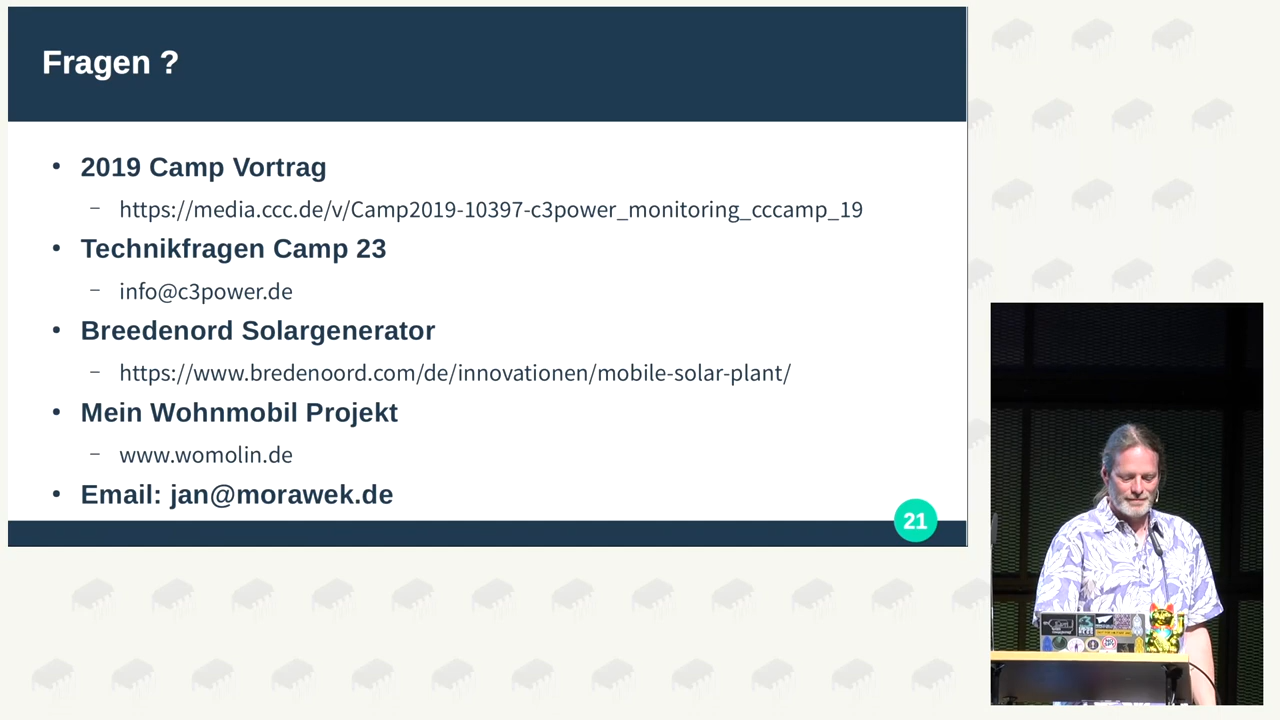 Fragen ?
• 2019 Camp Vortrag
– https://media.ccc.de/v/Camp2019-10397-c3power_monitoring_cccamp_19
• Technikfragen Camp 23
– info@c3power.de
• Breedenord Solargenerator
– https://www.bredenoord.com/de/innovationen/mobile-solar-plant/
• Mein Wohnmobil Projekt
– www.womolin.de
• Email: jan@morawek.de
21